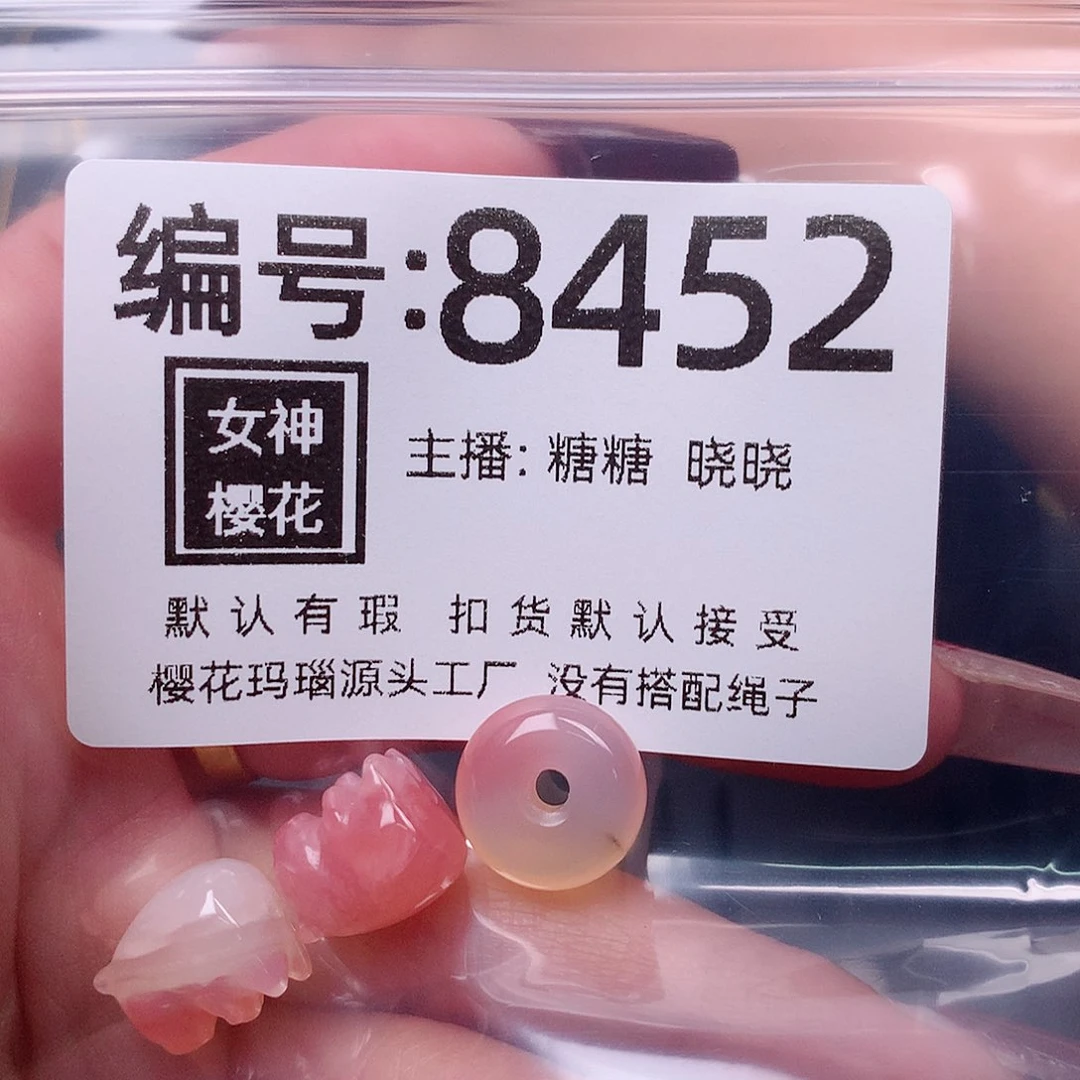 编号:8452
女神
樱花
主播: 糖糖 晓晓
默认有瑕 扣货默认接受
樱花玛瑙源头工厂 没有搭配绳子